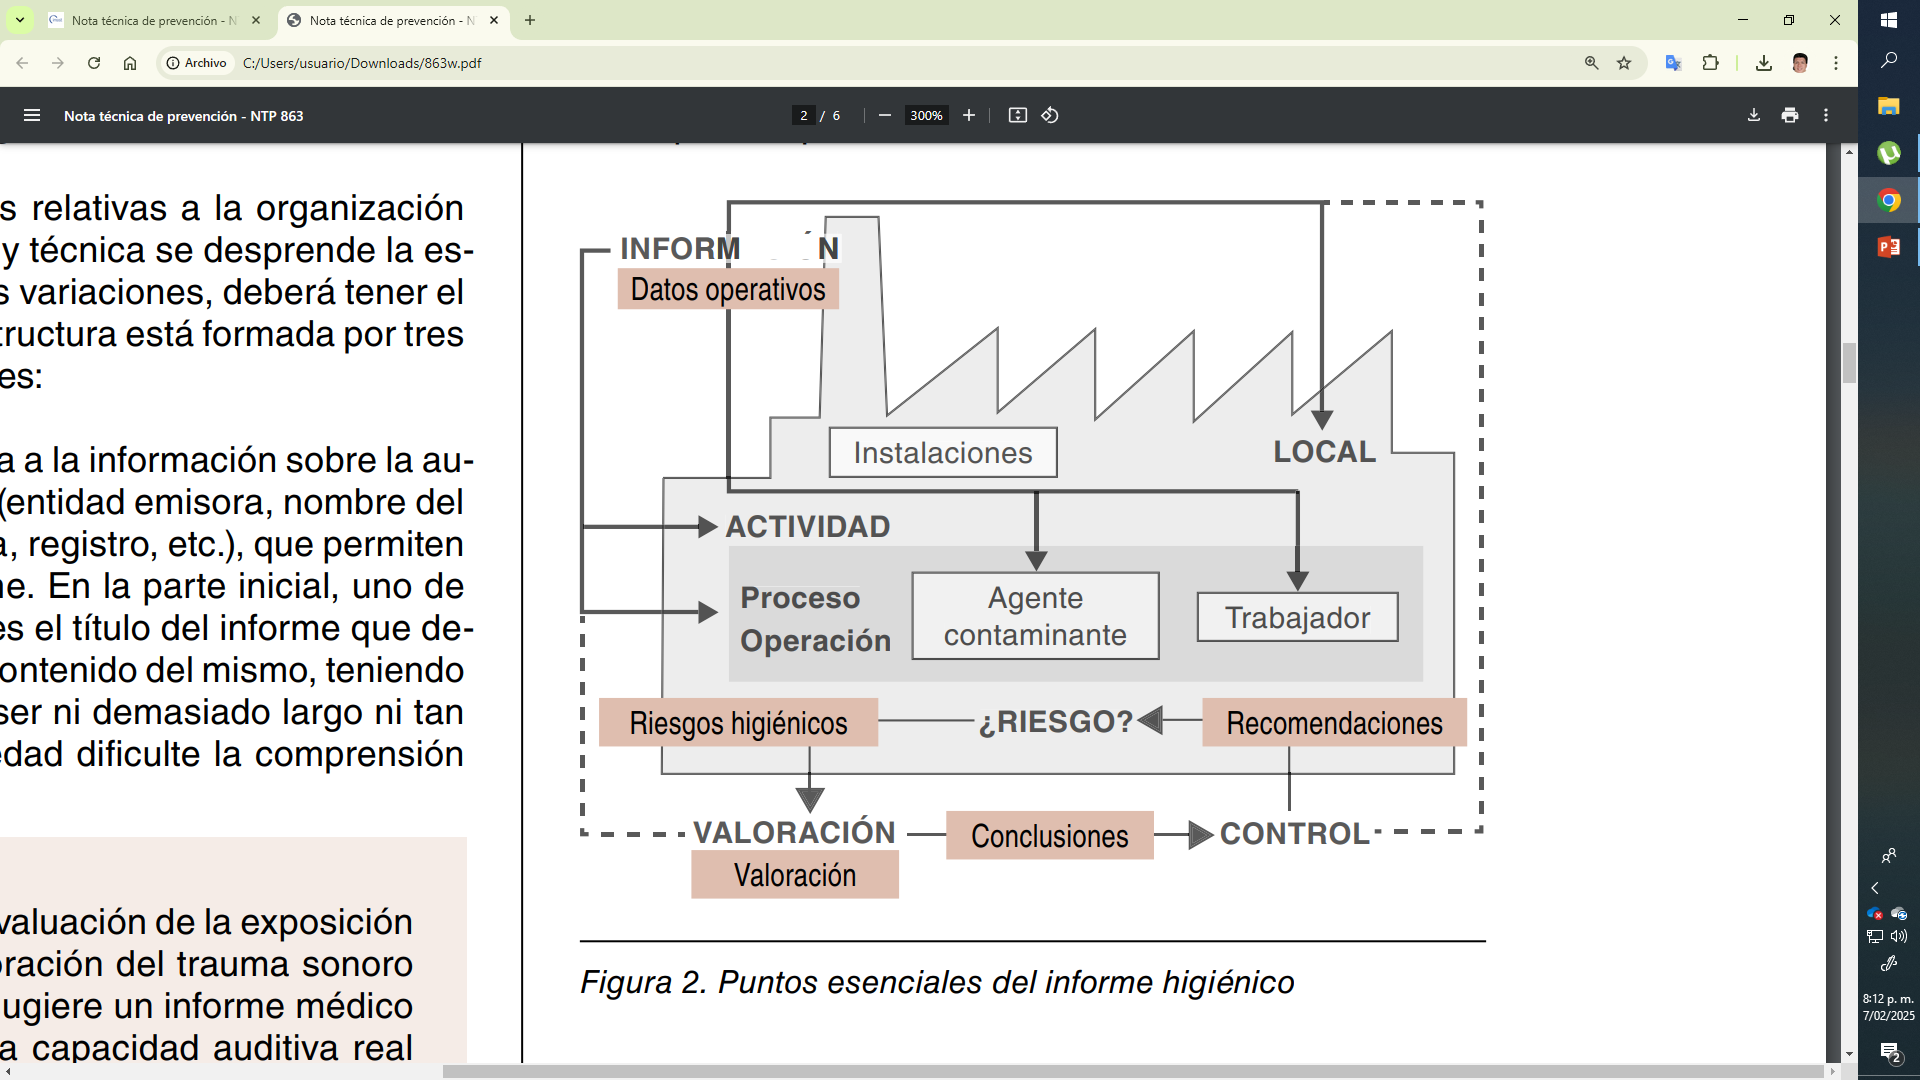 Nota técnica de prevención - N
Nota técnica de prevención - N
Archivo
C:/Users/usuario/Downloads/863w.pdf
Nota técnica de prevención - NTP 863
2 / 6
300%
s relativas a la organización
y técnica se desprende la es-
s variaciones, deberá tener el
tructura está formada por tres
es:
a a la información sobre la au-
(entidad emisora, nombre del
a, registro, etc.), que permiten
ne. En la parte inicial, uno de
es el título del informe que de-
ontenido del mismo, teniendo
ser ni demasiado largo ni tan
edad dificulte la comprensión
valuación de la exposición
oración del trauma sonoro
ugiere un informe médico
a capacidad auditiva real
INFORM N
Datos operativos
Instalaciones
LOCAL
ACTIVIDAD
Proceso
Operación
Agente
contaminante
Trabajador
Riesgos higiénicos
¿RIESGO?
Recomendaciones
VALORACIÓN
Conclusiones
CONTROL
Valoración
Figura 2. Puntos esenciales del informe higiénico
8:12 p. m.
7/02/2025
2